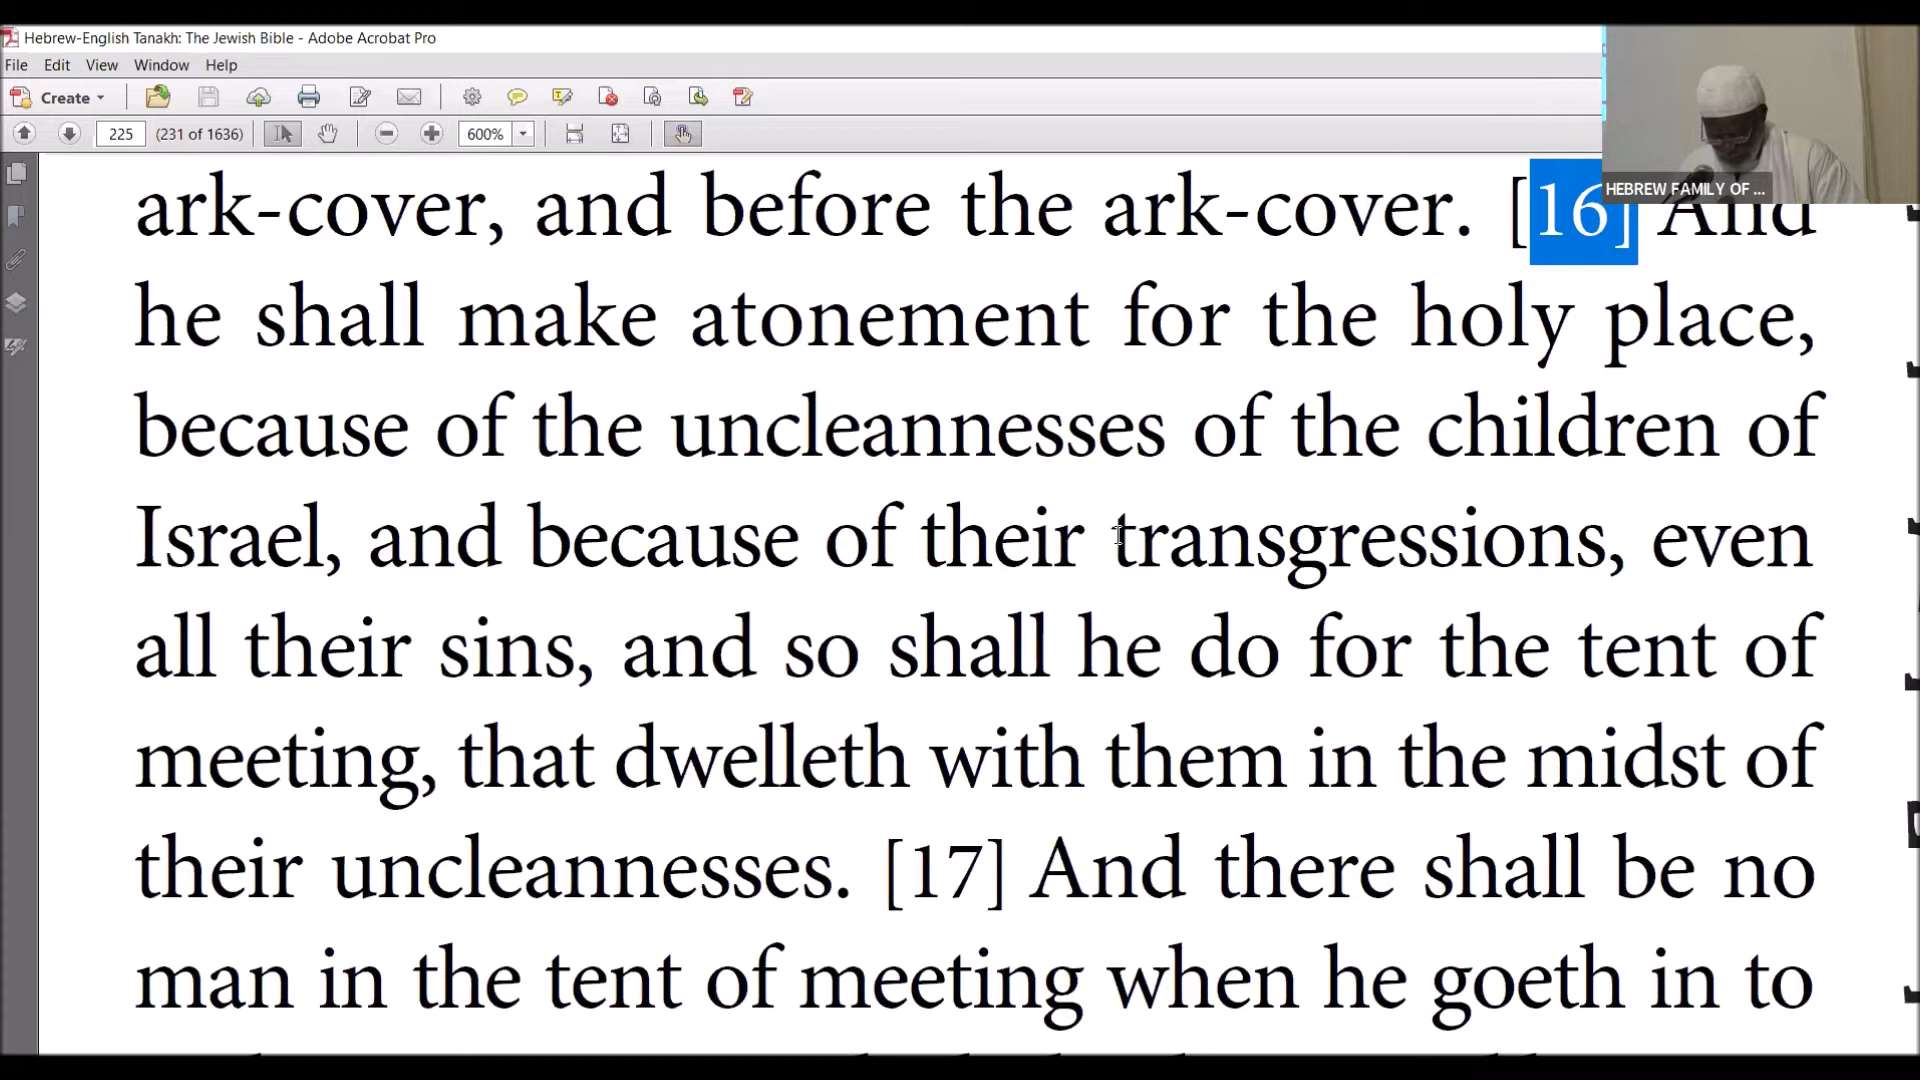 Hebrew-English Tanakh: The Jewish Bible - Adobe Acrobat Pro
File Edit View Window Help
Create
225 (231 of 1636) 600%
HEBREW FAMILY OF ...
ark-cover, and before the ark-cover. [16] And
he shall make atonement for the holy place,
because of the uncleannesses of the children of
Israel, and because of their transgressions, even
all their sins, and so shall he do for the tent of
meeting, that dwelleth with them in the midst of
their uncleannesses. [17] And there shall be no
man in the tent of meeting when he goeth in to